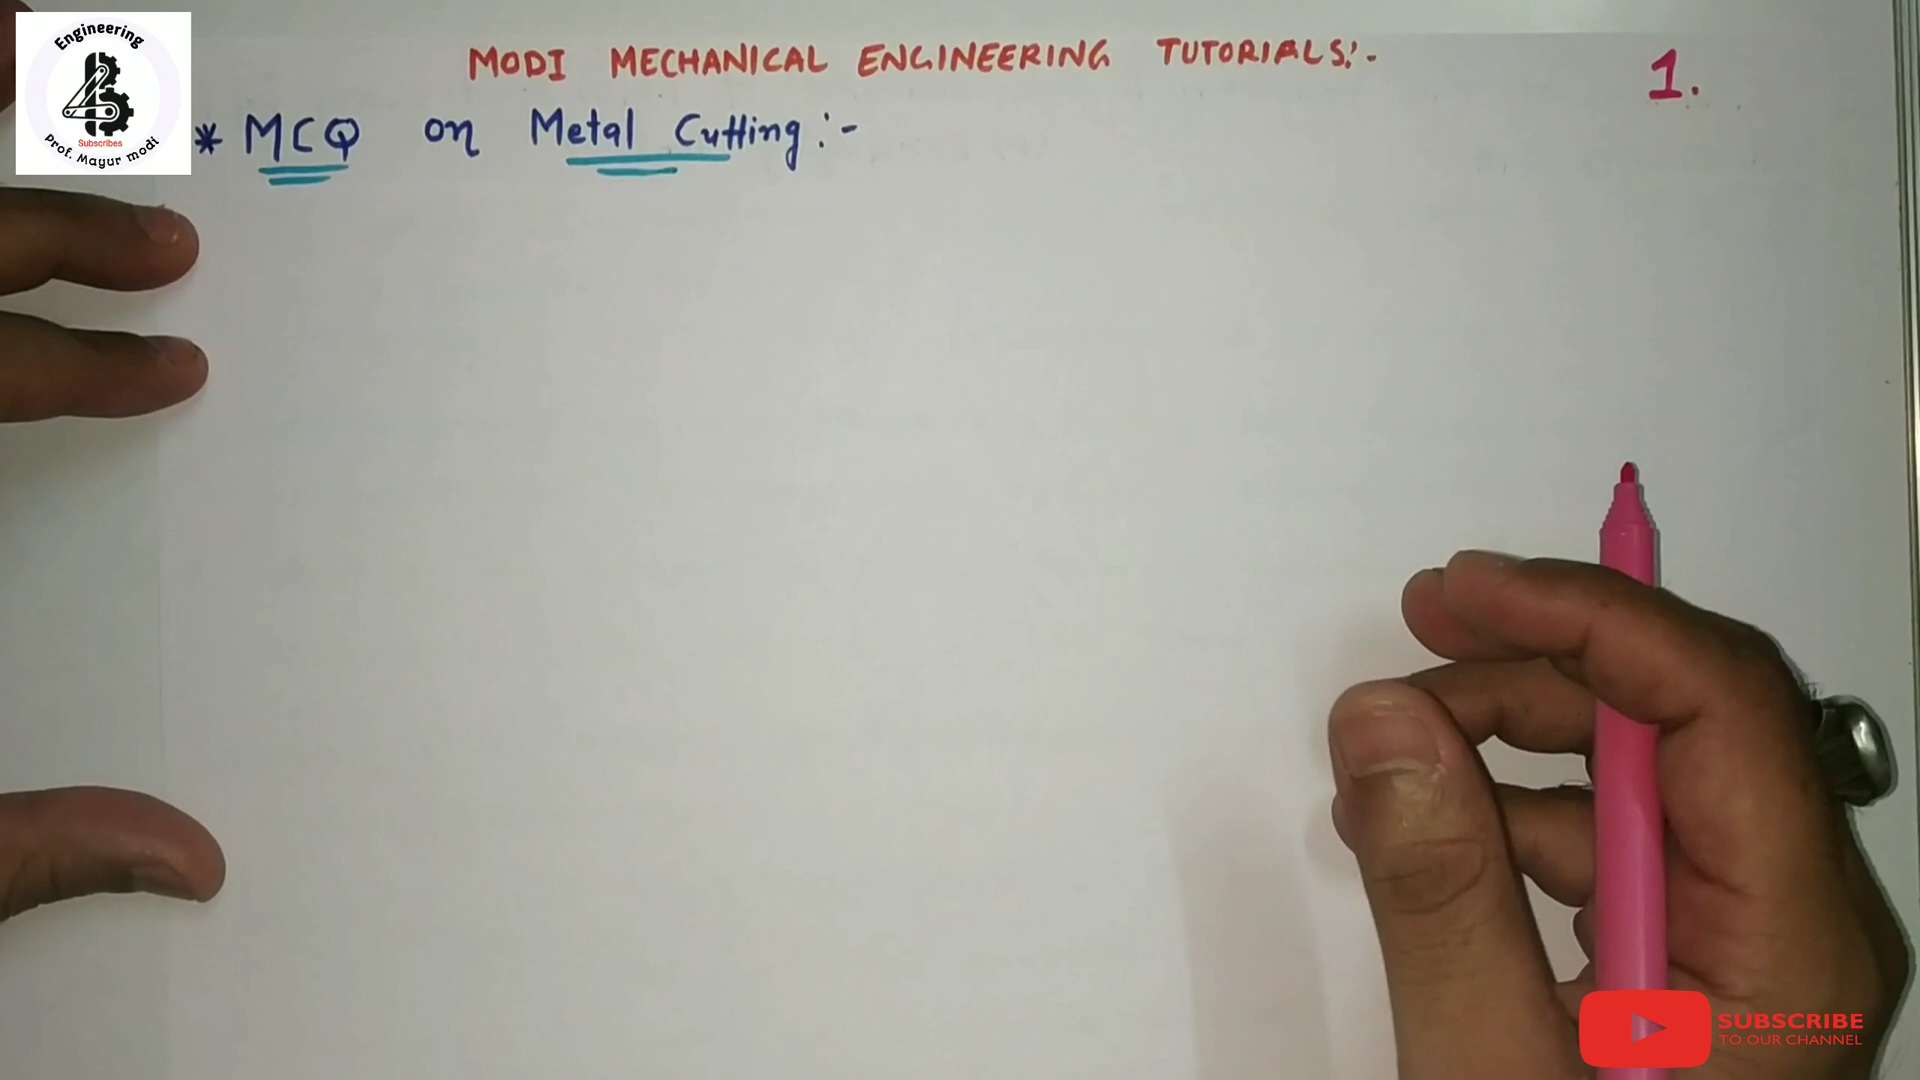 Engineering
Subscribes
Prof. Mayur modi
MODI MECHANICAL ENGINEERING TUTORIALS:-
1.
* MCQ on Metal Cutting :-
SUBSCRIBE
TO OUR CHANNEL